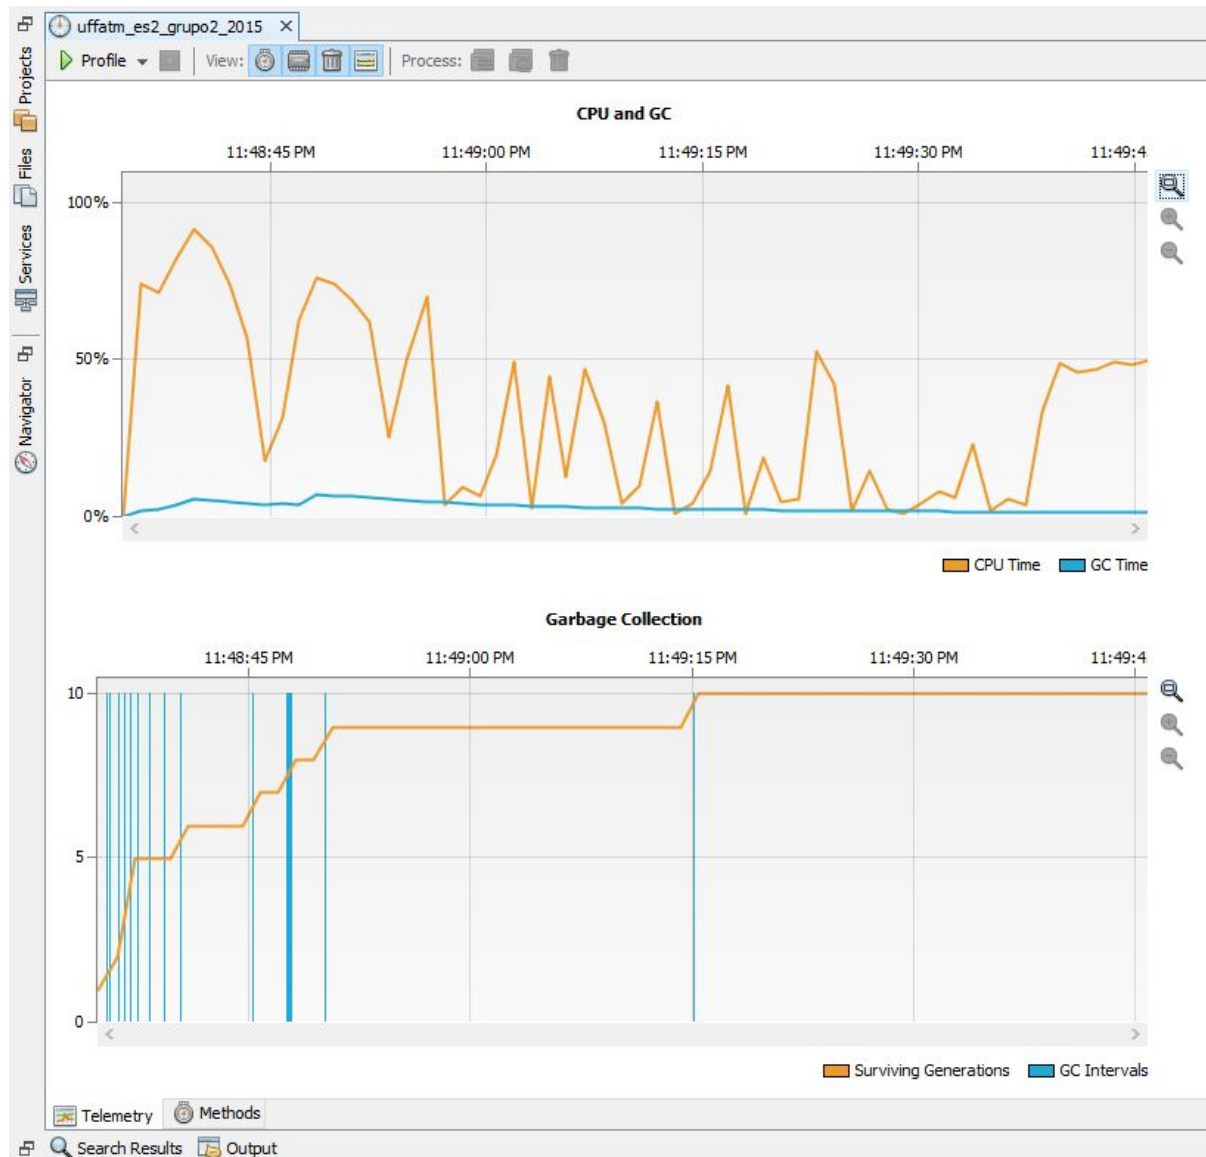 uffatm_es2_grupo2_2015
Profile View: Process:
Projects
Files
Services
Navigator
CPU and GC
11:48:45 PM 11:49:00 PM 11:49:15 PM 11:49:30 PM 11:49:4
100%
50%
0%
CPU Time GC Time
Garbage Collection
11:48:45 PM 11:49:00 PM 11:49:15 PM 11:49:30 PM 11:49:4
10
5
0
Surviving Generations GC Intervals
Telemetry Methods
Search Results Output